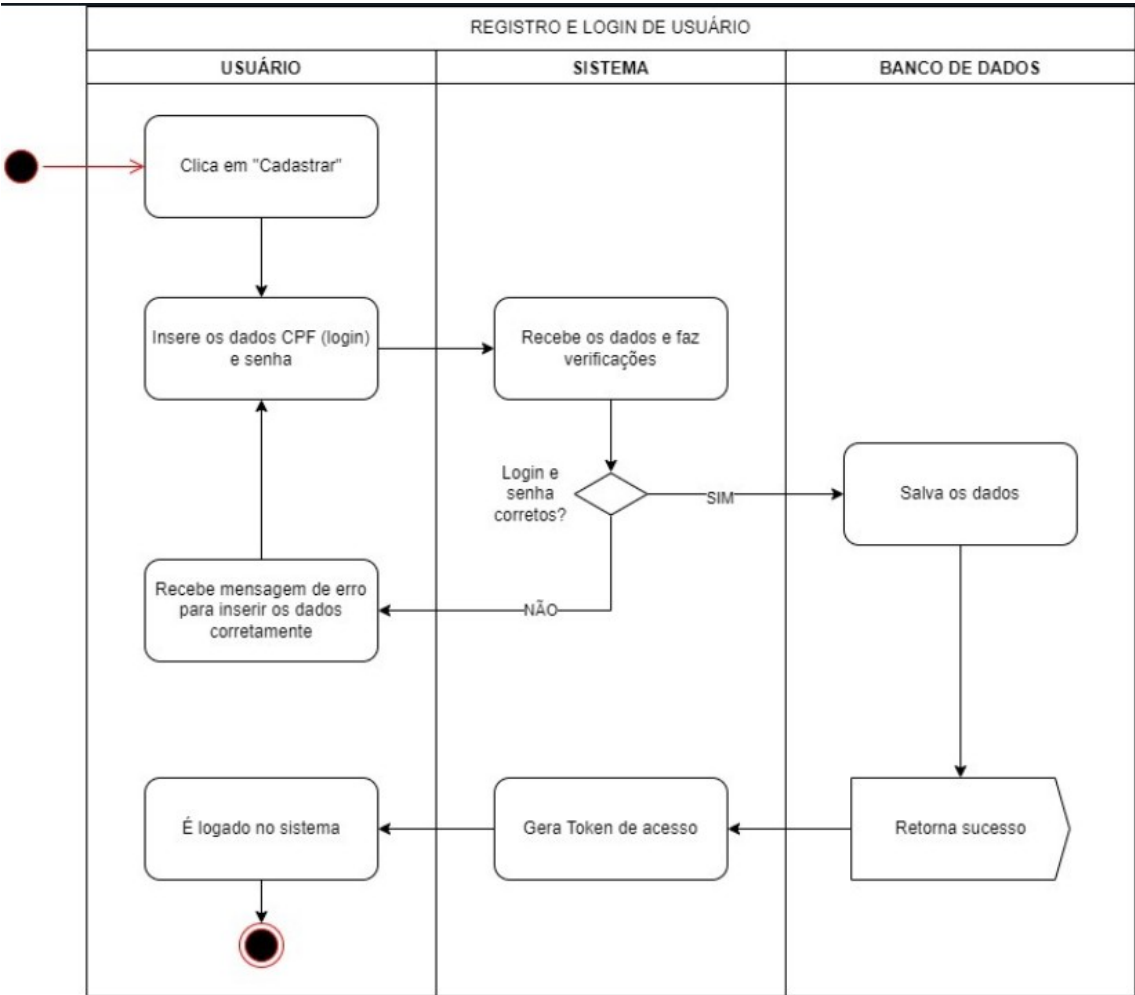 REGISTRO E LOGIN DE USUÁRIO
USUÁRIO
SISTEMA
BANCO DE DADOS
Clica em "Cadastrar"
Insere os dados CPF (login)
e senha
Recebe os dados e faz
verificações
Login e
senha
corretos?
SIM
Salva os dados
Recebe mensagem de erro
para inserir os dados
corretamente
NÃO
É logado no sistema
Gera Token de acesso
Retorna sucesso